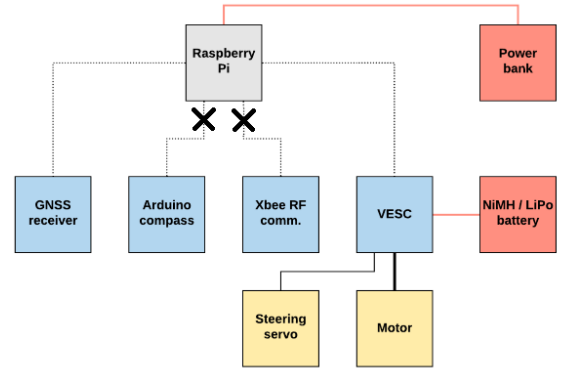 Raspberry
Pi
Power
bank
GNSS
receiver
Arduino
compass
Xbee RF
comm.
VESC
NiMH / LiPo
battery
Steering
servo
Motor